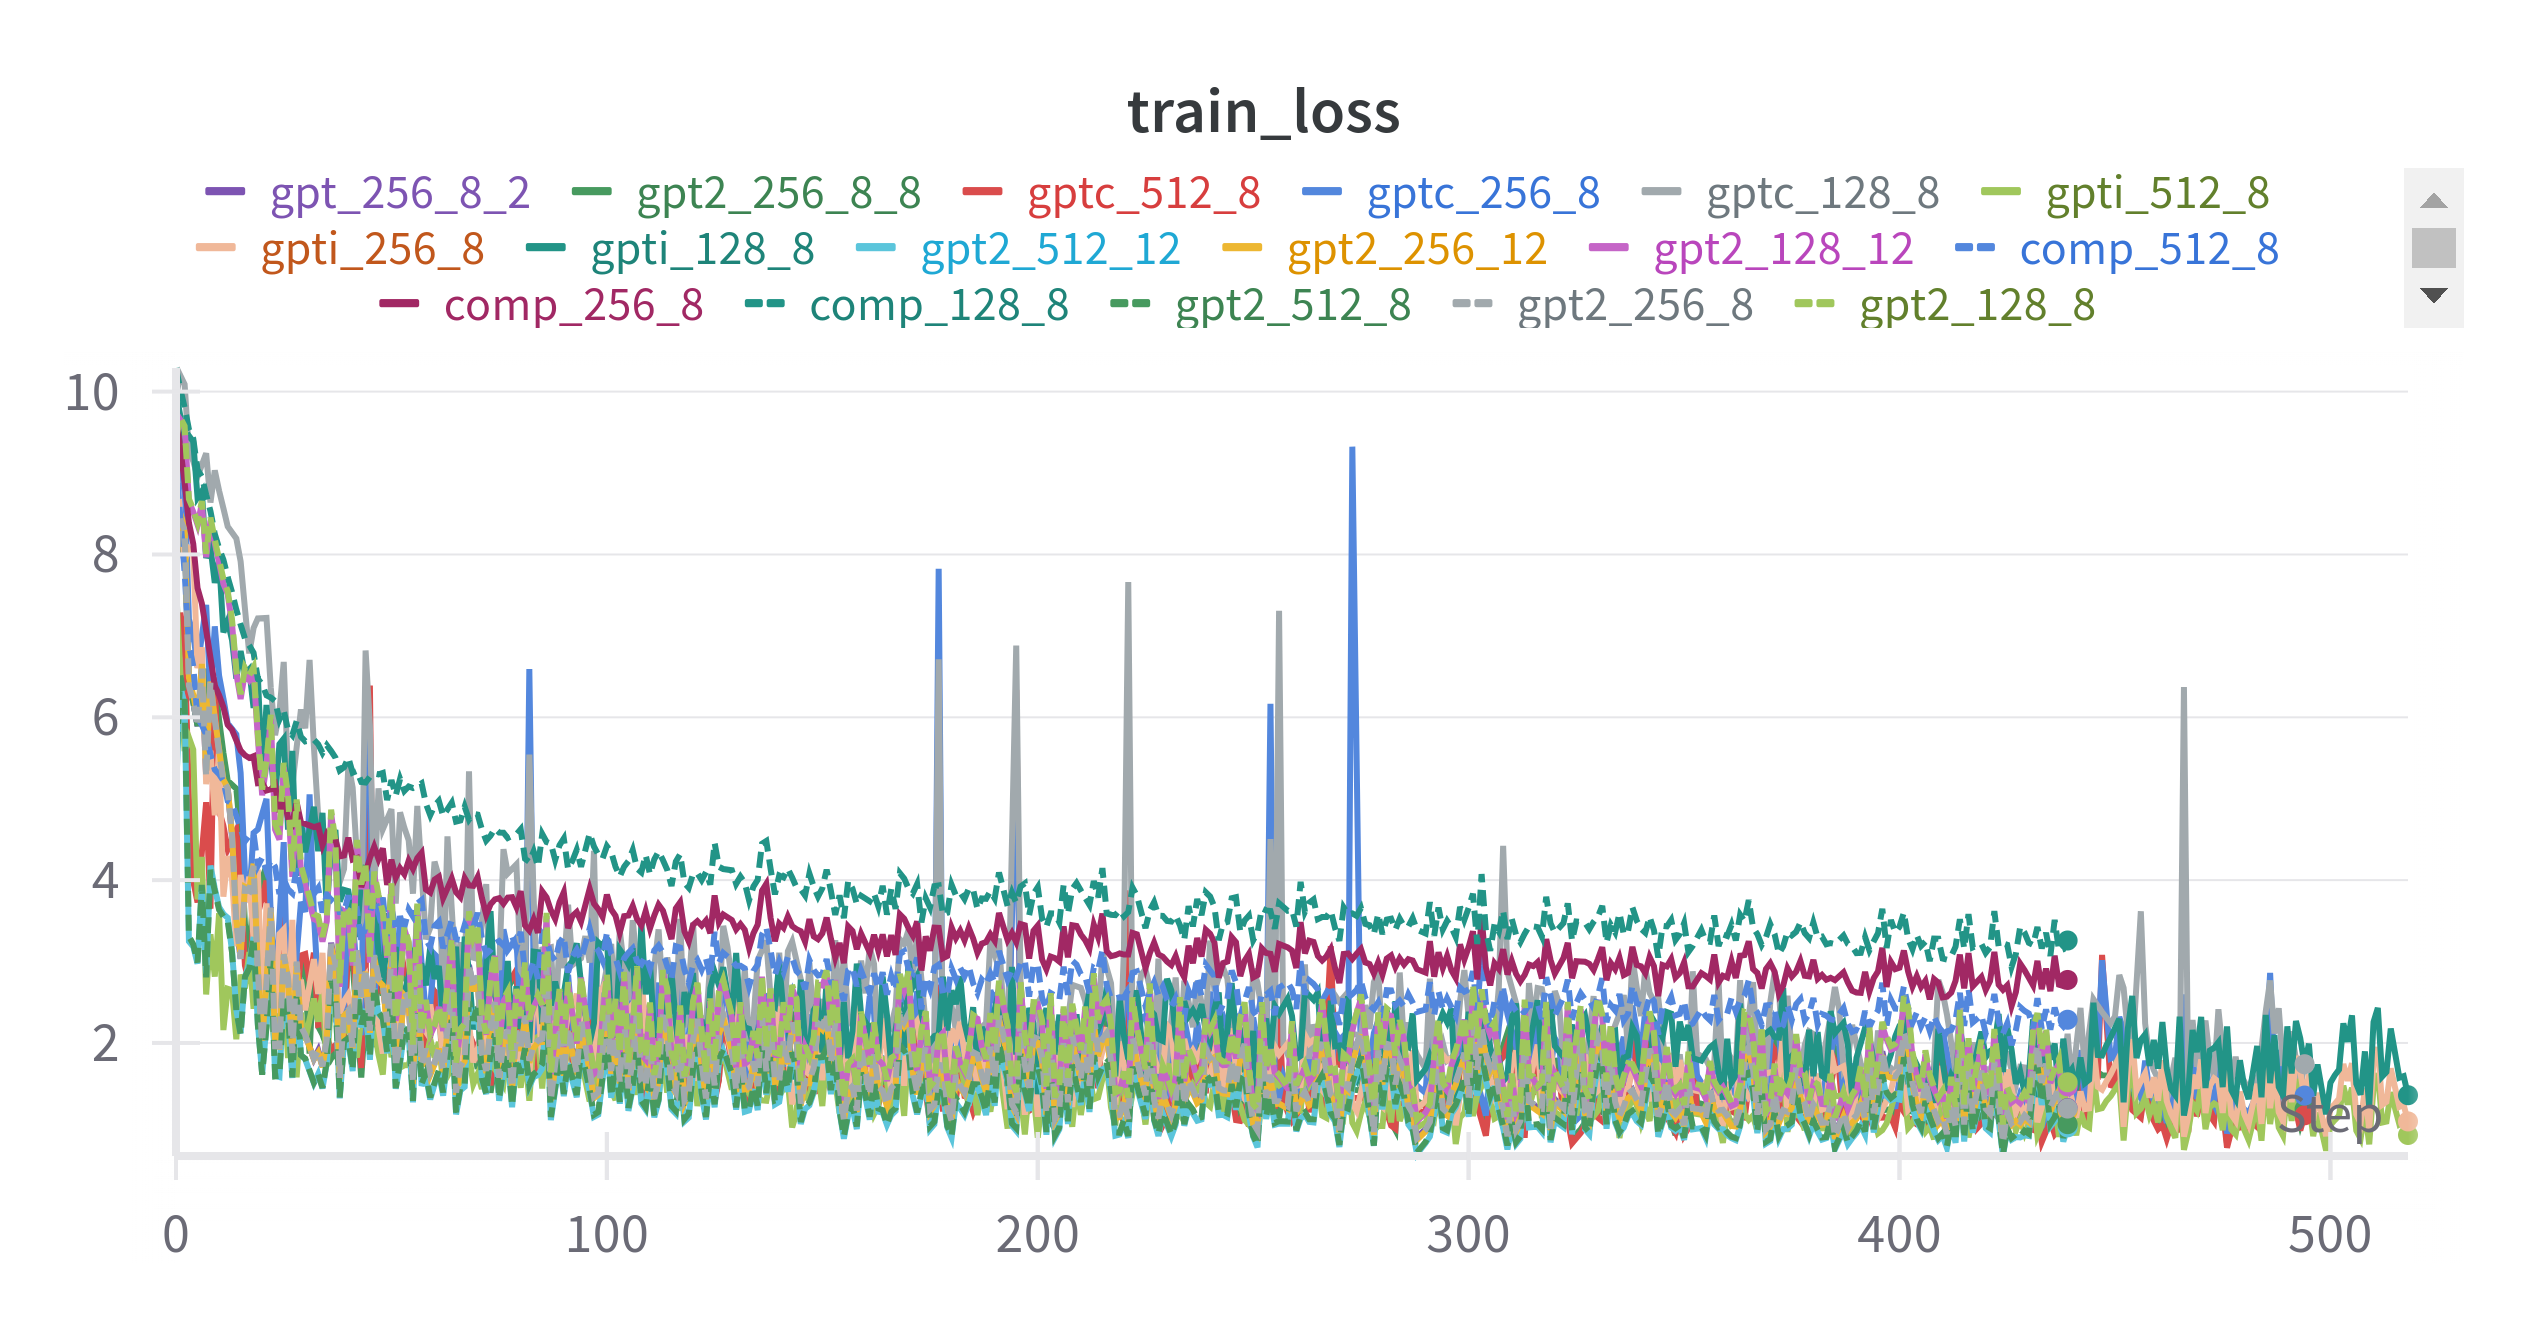 train_loss
gpt_256_8_2 gpt2_256_8_8 gptc_512_8 gptc_256_8 gptc_128_8 gpti_512_8
gpti_256_8 gpti_128_8 gpt2_512_12 gpt2_256_12 gpt2_128_12 comp_512_8
comp_256_8 comp_128_8 gpt2_512_8 gpt2_256_8 gpt2_128_8
10
8
6
4
2
Step
0 100 200 300 400 500